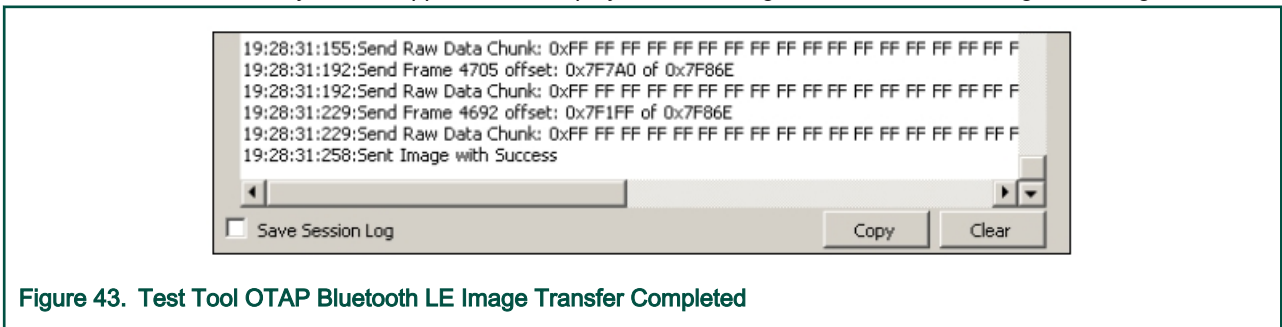 19:28:31:155:Send Raw Data Chunk: 0xFF FF FF FF FF FF FF FF FF FF FF FF FF FF FF F
19:28:31:192:Send Frame 4705 offset: 0x7F7A0 of 0x7F86E
19:28:31:192:Send Raw Data Chunk: 0xFF FF FF FF FF FF FF FF FF FF FF FF FF FF FF F
19:28:31:229:Send Frame 4692 offset: 0x7F1FF of 0x7F86E
19:28:31:229:Send Raw Data Chunk: 0xFF FF FF FF FF FF FF FF FF FF FF FF FF FF FF F
19:28:31:258:Sent Image with Success
Save Session Log Copy Clear
Figure 43. Test Tool OTAP Bluetooth LE Image Transfer Completed